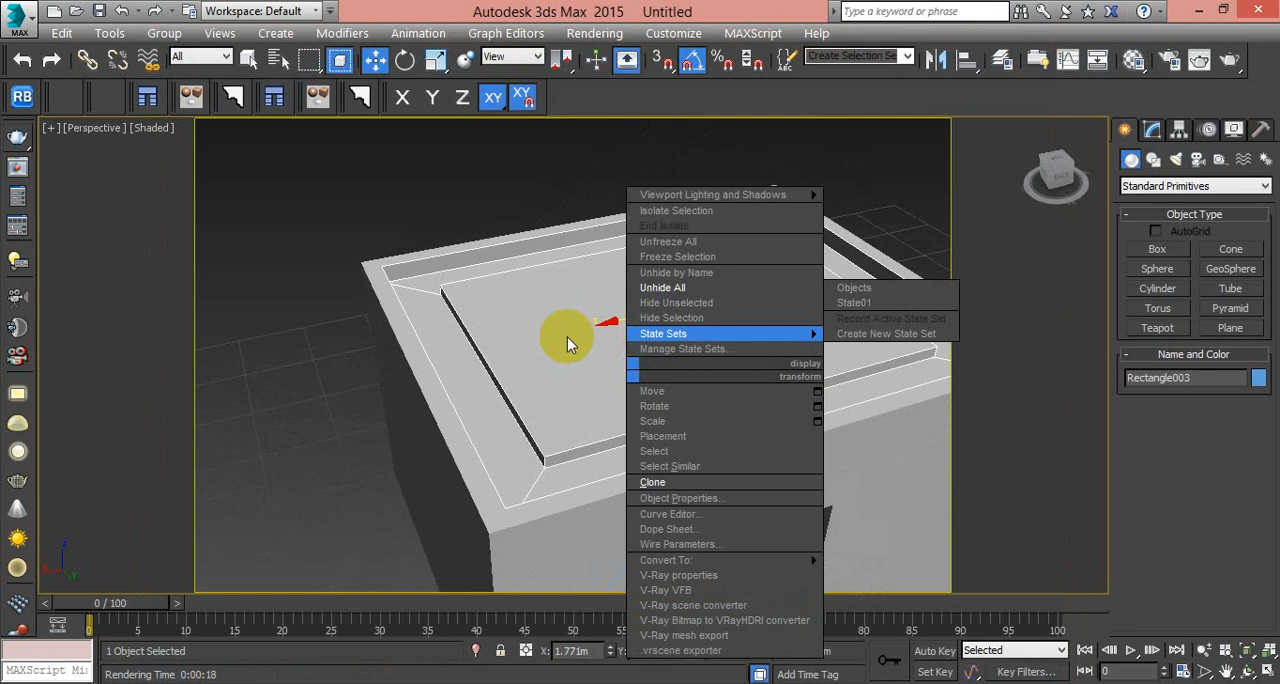 Workspace: Default
Autodesk 3ds Max 2015 Untitled
Type a keyword or phrase
MAX
Edit Tools Group Views Create Modifiers Animation Graph Editors Rendering Customize MAXScript Help
All
View
3
Create Selection Se
RB
X Y Z XY XY
[+] [Perspective ] [Shaded ]
BACK
Standard Primitives
- Object Type
AutoGrid
Box Cone
Sphere GeoSphere
Cylinder Tube
Torus Pyramid
Teapot Plane
- Name and Color
Rectangle003
Viewport Lighting and Shadows
Isolate Selection
End Isolate
Unfreeze All
Freeze Selection
Unhide by Name
Unhide All
Hide Unselected
Hide Selection
State Sets
Manage State Sets...
display
transform
Move
Rotate
Scale
Placement
Select
Select Similar
Clone
Object Properties...
Curve Editor...
Dope Sheet...
Wire Parameters...
Convert To:
V-Ray properties
V-Ray VFB
V-Ray scene converter
V-Ray Bitmap to VRayHDRI converter
V-Ray mesh export
.vrscene exporter
Objects
State01
Record Active State Set
Create New State Set
z
x
y
< 0 / 100 >
0 5 10 15 20 25 30 35 40 45 50 80 85 90 95 100
1 Object Selected
X: 1.771m
Auto Key Selected
MAXScript Mi
Rendering Time 0:00:18
Add Time Tag
Set Key Key Filters...
0